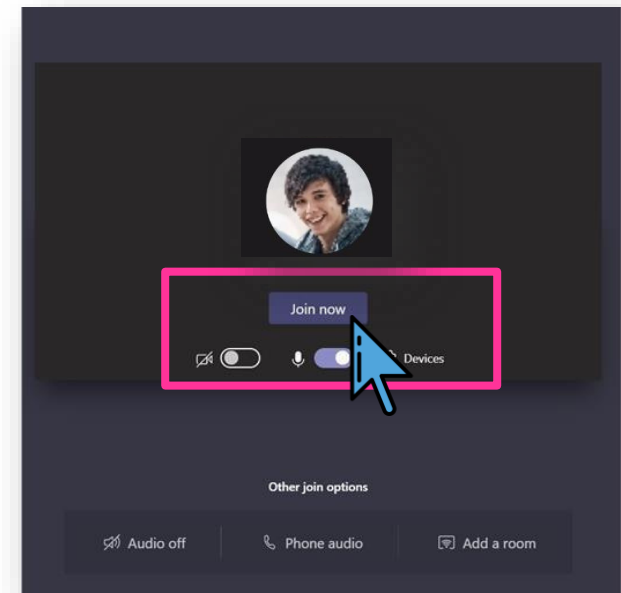 Join now
Devices
Other join options
Audio off Phone audio Add a room